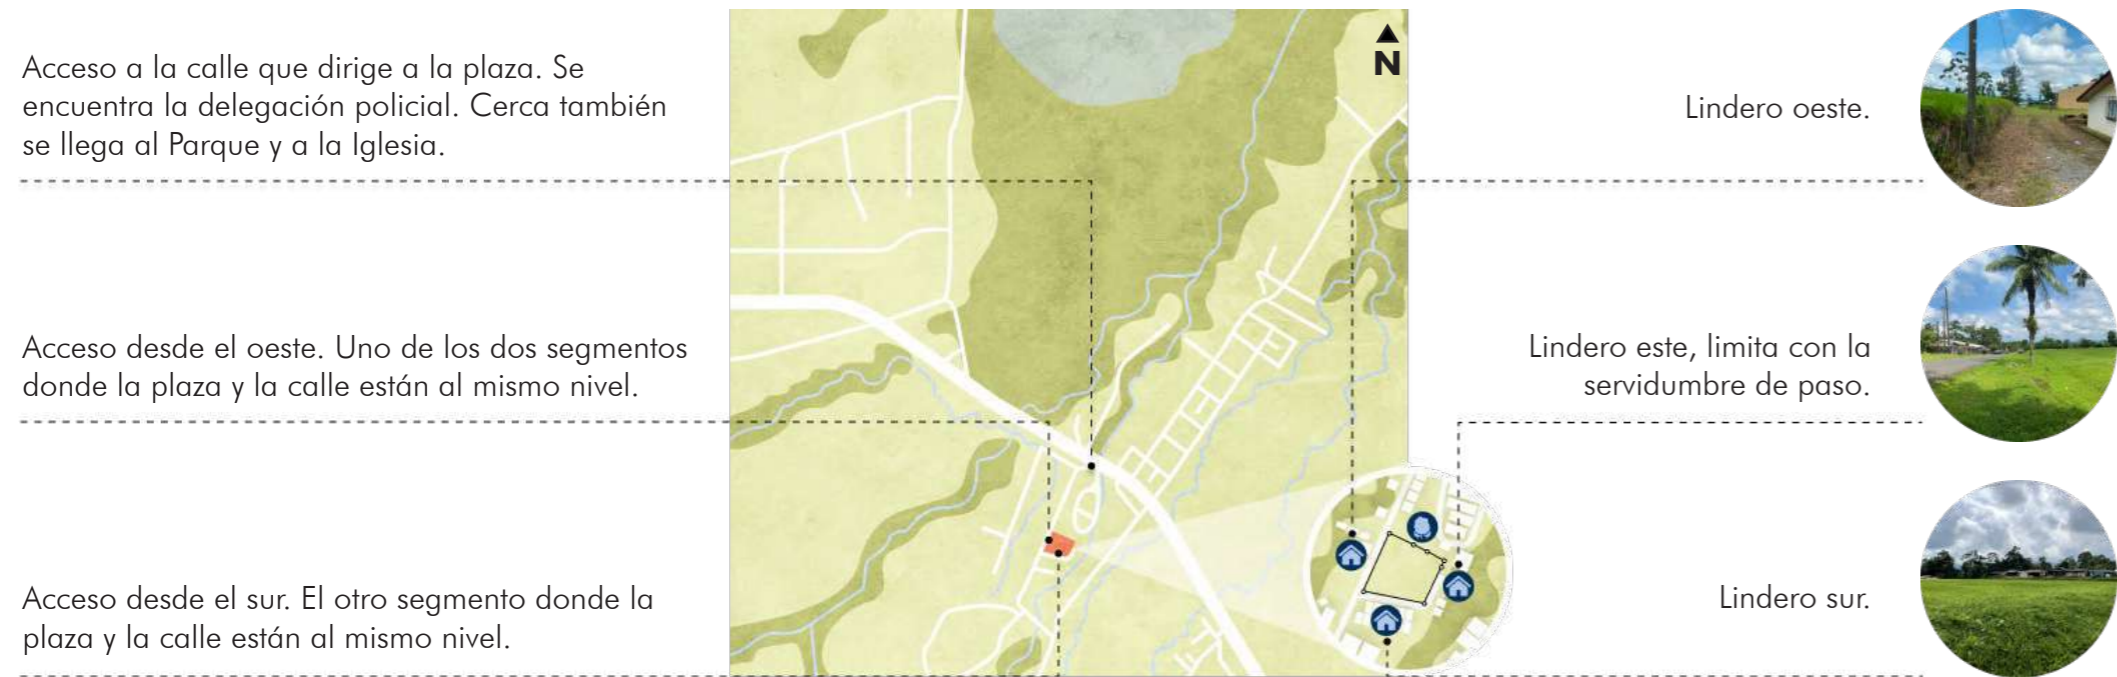 Acceso a la calle que dirige a la plaza. Se
encuentra la delegación policial. Cerca también
se llega al Parque y a la Iglesia.
Acceso desde el oeste. Uno de los dos segmentos
donde la plaza y la calle están al mismo nivel.
Acceso desde el sur. El otro segmento donde la
plaza y la calle están al mismo nivel.
N
Lindero oeste.
Lindero este, limita con la
servidumbre de paso.
Lindero sur.